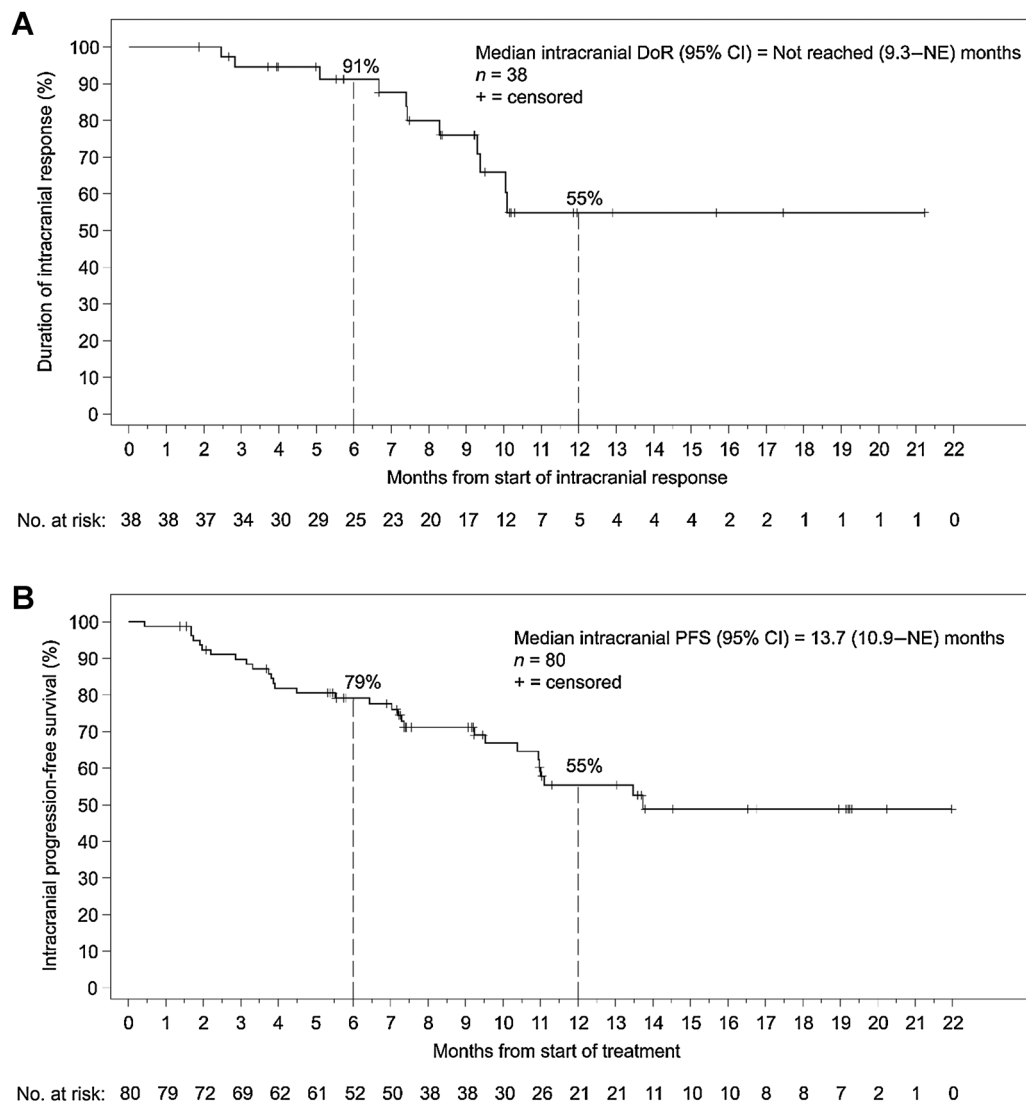 A
Duration of intracranial response (%)
100
90
80
70
60
50
40
30
20
10
0
91%
55%
Median intracranial DoR (95% CI) = Not reached (9.3–NE) months
n = 38
+ = censored
0 1 2 3 4 5 6 7 8 9 10 11 12 13 14 15 16 17 18 19 20 21 22
Months from start of intracranial response
No. at risk: 38 38 37 34 30 29 25 23 20 17 12 7 5 4 4 4 2 2 1 1 1 1 0
B
Intracranial progression-free survival (%)
100
90
80
70
60
50
40
30
20
10
0
79%
55%
Median intracranial PFS (95% CI) = 13.7 (10.9–NE) months
n = 80
+ = censored
0 1 2 3 4 5 6 7 8 9 10 11 12 13 14 15 16 17 18 19 20 21 22
Months from start of treatment
No. at risk: 80 79 72 69 62 61 52 50 38 38 30 26 21 21 11 10 10 8 8 7 2 1 0